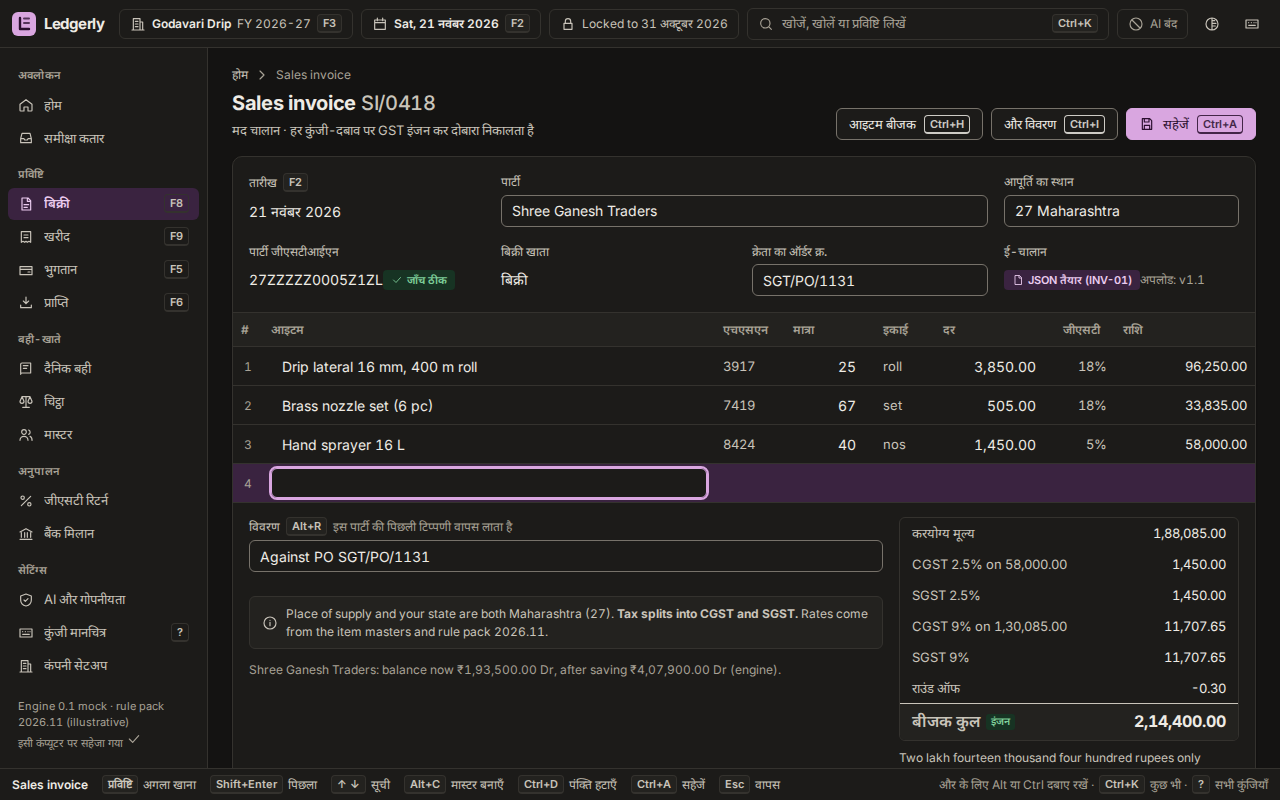 Ledgerly
Godavari Drip FY 2026-27 F3
Sat, 21 नवंबर 2026 F2
Locked to 31 अक्टूबर 2026
खोजें, खोलें या प्रविष्टि लिखें Ctrl+K
AI बंद
अवलोकन
होम
समीक्षा कतार
प्रविष्टि
बिक्री F8
खरीद F9
भुगतान F5
प्राप्ति F6
बही-खाते
दैनिक बही
चिट्ठा
मास्टर
अनुपालन
जीएसटी रिटर्न
बैंक मिलान
सेटिंग्स
AI और गोपनीयता
कुंजी मानचित्र ?
कंपनी सेटअप
Engine 0.1 mock · rule pack
2026.11 (illustrative)
इसी कंप्यूटर पर सहेजा गया
होम > Sales invoice
Sales invoice SI/0418
मद चालान · हर कुंजी-दबाव पर GST इंजन कर दोबारा निकालता है
आइटम बीजक Ctrl+H
और विवरण Ctrl+I
सहेजें Ctrl+A
तारीख F2
पार्टी
आपूर्ति का स्थान
21 नवंबर 2026
Shree Ganesh Traders
27 Maharashtra
पार्टी जीएसटीआईएन
बिक्री खाता
क्रेता का ऑर्डर क्र.
ई-चालान
27ZZZZZ0005Z1ZL जाँच ठीक
बिक्री
SGT/PO/1131
JSON तैयार (INV-01) अपलोड: v1.1
# आइटम एचएसएन मात्रा इकाई दर जीएसटी राशि
1 Drip lateral 16 mm, 400 m roll 3917 25 roll 3,850.00 18% 96,250.00
2 Brass nozzle set (6 pc) 7419 67 set 505.00 18% 33,835.00
3 Hand sprayer 16 L 8424 40 nos 1,450.00 5% 58,000.00
4
विवरण Alt+R इस पार्टी की पिछली टिप्पणी वापस लाता है
Against PO SGT/PO/1131
Place of supply and your state are both Maharashtra (27). Tax splits into CGST and SGST. Rates come
from the item masters and rule pack 2026.11.
Shree Ganesh Traders: balance now ₹1,93,500.00 Dr, after saving ₹4,07,900.00 Dr (engine).
करयोग्य मूल्य 1,88,085.00
CGST 2.5% on 58,000.00 1,450.00
SGST 2.5% 1,450.00
CGST 9% on 1,30,085.00 11,707.65
SGST 9% 11,707.65
राउंड ऑफ -0.30
बीजक कुल इंजन 2,14,400.00
Two lakh fourteen thousand four hundred rupees only
Sales invoice प्रविष्टि अगला खाना Shift+Enter पिछला ↑↓ सूची Alt+C मास्टर बनाएँ Ctrl+D पंक्ति हटाएँ Ctrl+A सहेजें Esc वापस
और के लिए Alt या Ctrl दबाए रखें · Ctrl+K कुछ भी · ? सभी कुंजियाँ